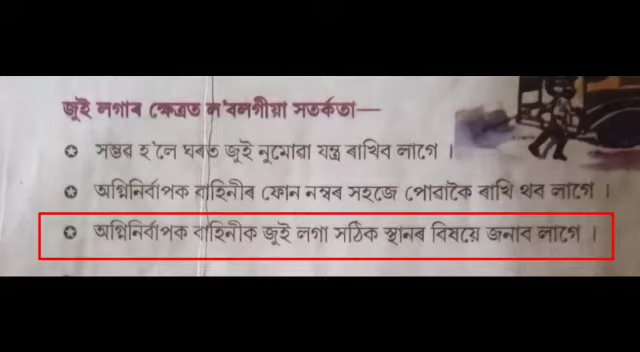 জুই লগাৰ ক্ষেত্ৰত ল'বলগীয়া সতৰ্কতা—
✪ সম্ভৱ হ'লে ঘৰত জুই নুমোৱা যন্ত্ৰ ৰাখিব লাগে ।
✪ অগ্নিনিৰ্বাপক বাহিনীৰ ফোন নম্বৰ সহজে পোৱাকৈ ৰাখি থব লাগে ।
✪ অগ্নিনিৰ্বাপক বাহিনীক জুই লগা সঠিক স্থানৰ বিষয়ে জনাব লাগে ।